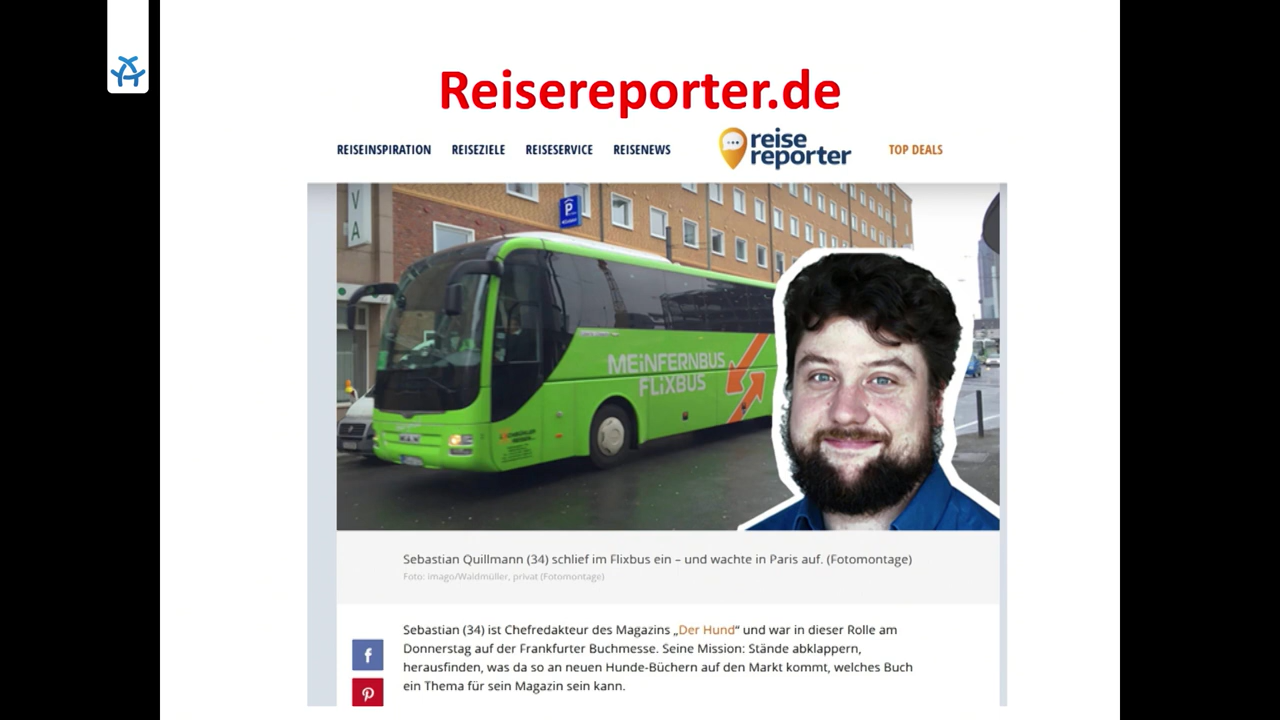 Reisereporter.de
REISEINSPIRATION REISEZIELE REISESERVICE REISENEWS reise reporter TOP DEALS
V
A
P
MEiNFERNBUS
FLiXBUS
Sebastian Quillmann (34) schlief im Flixbus ein – und wachte in Paris auf. (Fotomontage)
Foto: imago/Waldmüller, privat (Fotomontage)
Sebastian (34) ist Chefredakteur des Magazins „Der Hund“ und war in dieser Rolle am
Donnerstag auf der Frankfurter Buchmesse. Seine Mission: Stände abklappern,
herausfinden, was da so an neuen Hunde-Büchern auf den Markt kommt, welches Buch
ein Thema für sein Magazin sein kann.